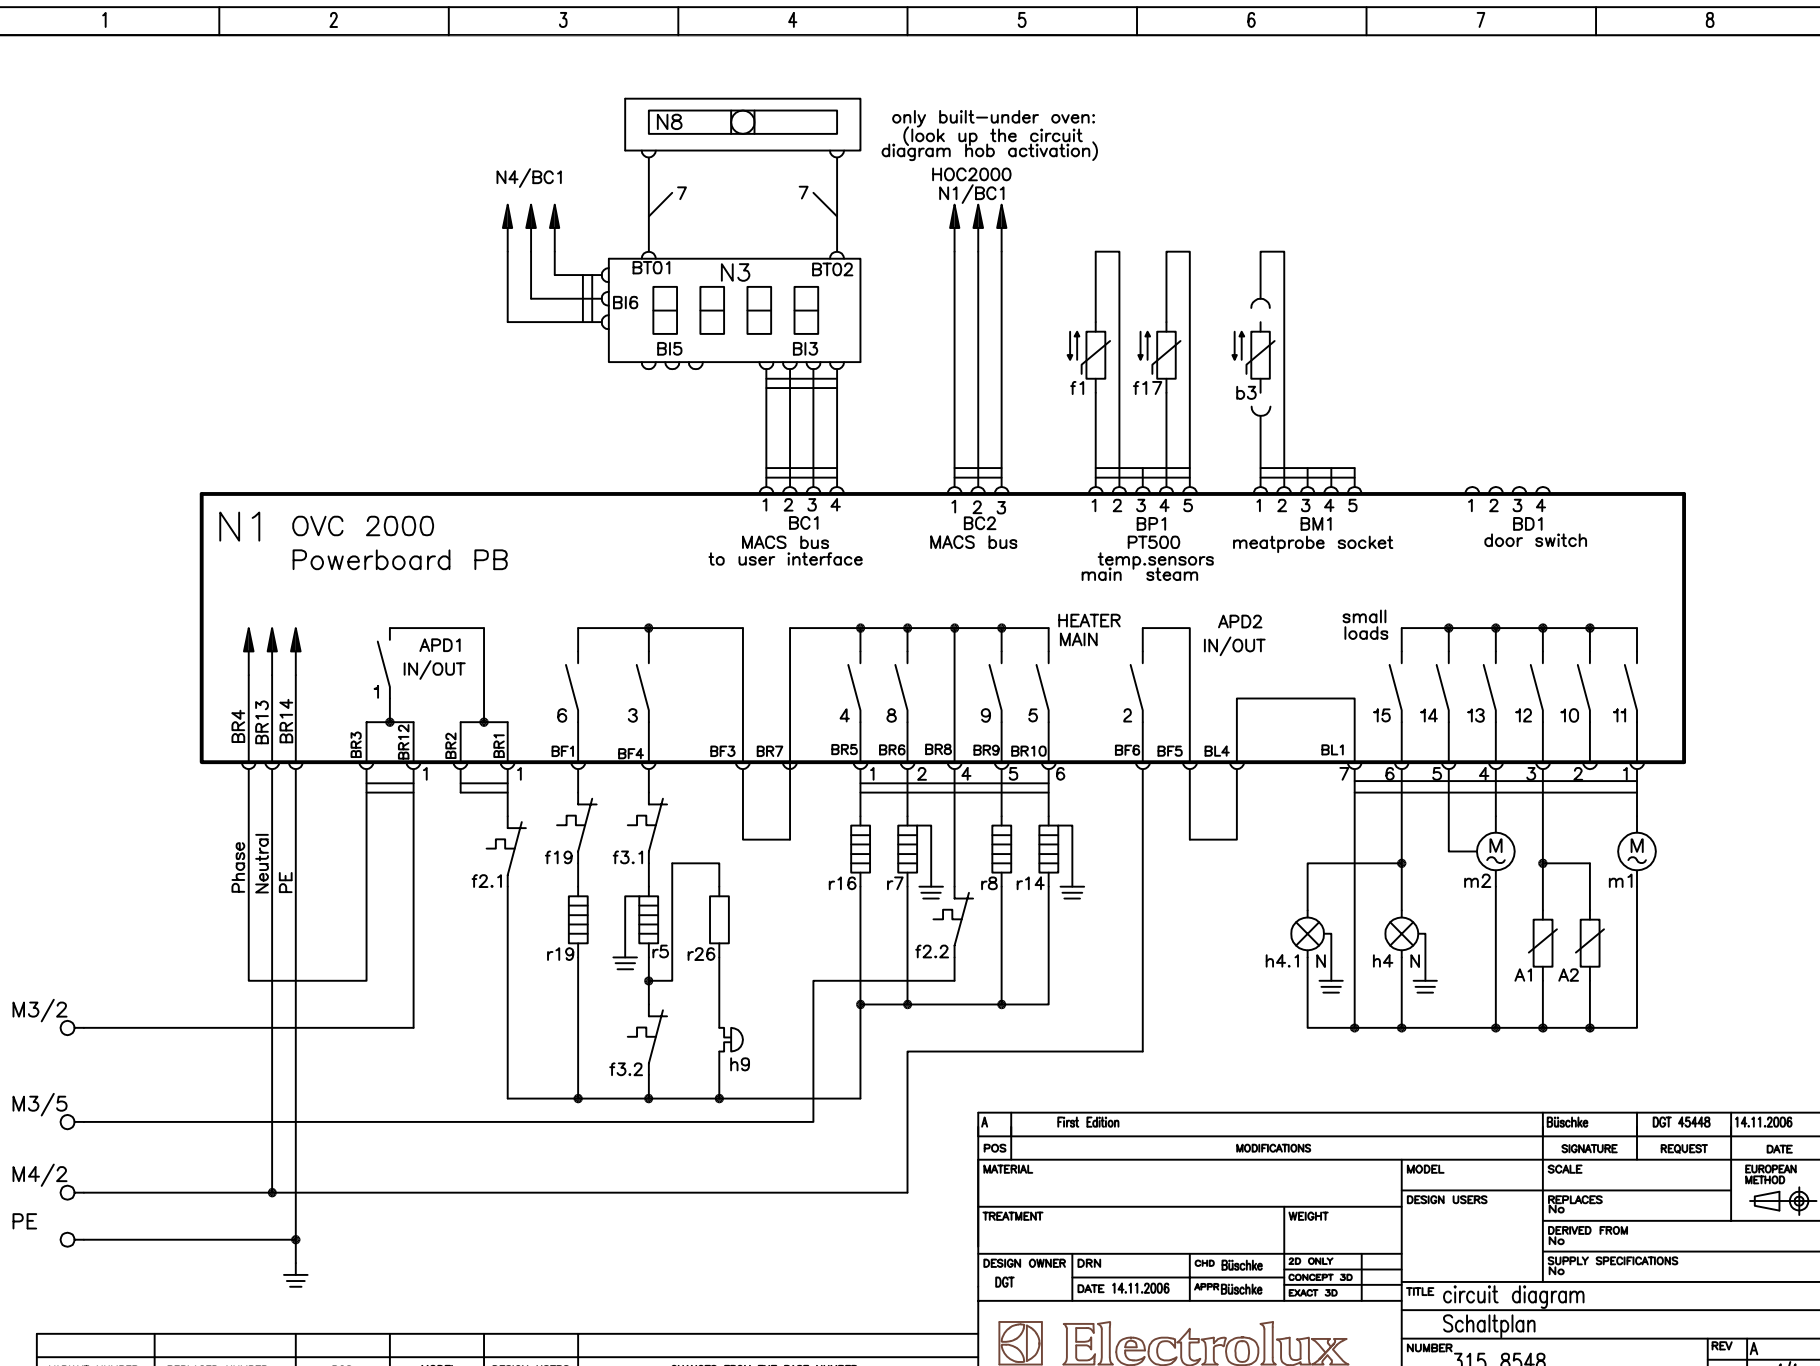 1 2 3 4 5 6 7 8
only built-under oven:
(look up the circuit
diagram hob activation)
N8
HOC2000
N4/BC1
N1/BC1
7 7
BT01 N3 BT02
BI6
BI5 BI3
f1 f17 b3
1 2 3 4 1 2 3 1 2 3 4 5 1 2 3 4 5 1 2 3 4
N1 OVC 2000
Powerboard PB
BC1
MACS bus
to user interface
BC2
MACS bus
BP1
PT500
temp.sensors
main steam
BM1
meatprobe socket
BD1
door switch
APD1
IN/OUT
HEATER
MAIN
APD2
IN/OUT
small
loads
1 6 3 4 8 9 5 2 15 14 13 12 10 11
BR4 BR13 BR14 BR3 BR12 BR2 BR1 BF1 BF4 BF3 BR7 BR5 BR6 BR8 BR9 BR10 BF6 BF5 BL4 BL1
1 1 1 2 4 5 6 7 6 5 4 3 2 1
Phase
Neutral
PE
f2.1 f19 f3.1 r16 r7 r8 r14 M m2 M m1
r19 r5 r26 f2.2 h4.1 N h4 N A1 A2
M3/2
f3.2 h9
M3/5
M4/2
PE
A First Edition Büschke DGT 45448 14.11.2006
POS MODIFICATIONS SIGNATURE REQUEST DATE
MATERIAL MODEL SCALE EUROPEAN
METHOD
DESIGN USERS REPLACES
No
TREATMENT WEIGHT
DERIVED FROM
No
DESIGN OWNER DRN CHD Büschke 2D ONLY SUPPLY SPECIFICATIONS
No
DGT DATE 14.11.2006 APPR Büschke CONCEPT 3D
EXACT 3D
TITLE circuit diagram
Schaltplan
Electrolux
NUMBER 315 8548 REV A